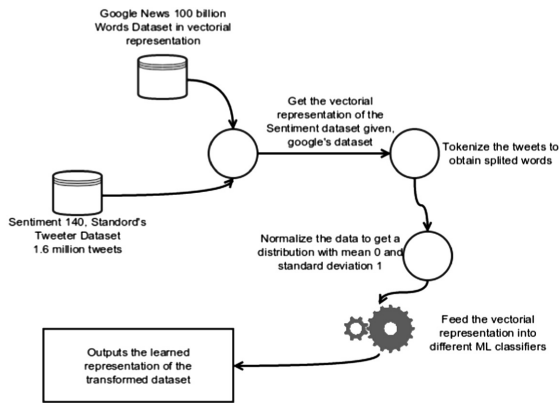 Google News 100 billion
Words Dataset in vectorial
representation
Get the vectorial
representation of the
Sentiment dataset given,
google's dataset
Tokenize the tweets to
obtain splited words
Sentiment 140, Standord's
Tweeter Dataset
1.6 million tweets
Normalize the data to get a
distribution with mean 0 and
standard deviation 1
Feed the vectorial
representation into
different ML classifiers
Outputs the learned
representation of the
transformed dataset